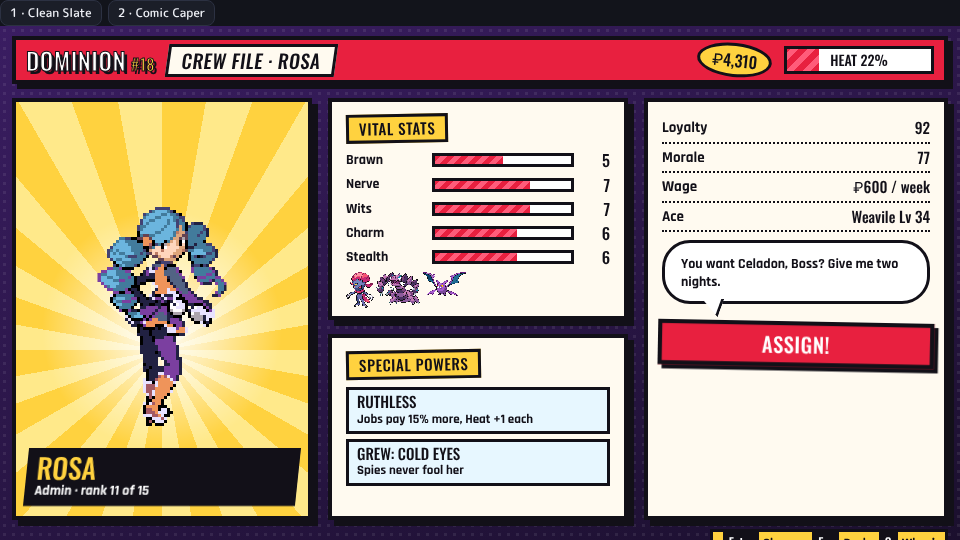 1 · Clean Slate
2 · Comic Caper
DOMINION #18
CREW FILE · ROSA
₽4,310
HEAT 22%
ROSA
Admin · rank 11 of 15
VITAL STATS
Brawn 5
Nerve 7
Wits 7
Charm 6
Stealth 6
SPECIAL POWERS
RUTHLESS
Jobs pay 15% more, Heat +1 each
GREW: COLD EYES
Spies never fool her
Loyalty 92
Morale 77
Wage ₽600 / week
Ace Weavile Lv 34
You want Celadon, Boss? Give me two
nights.
ASSIGN!